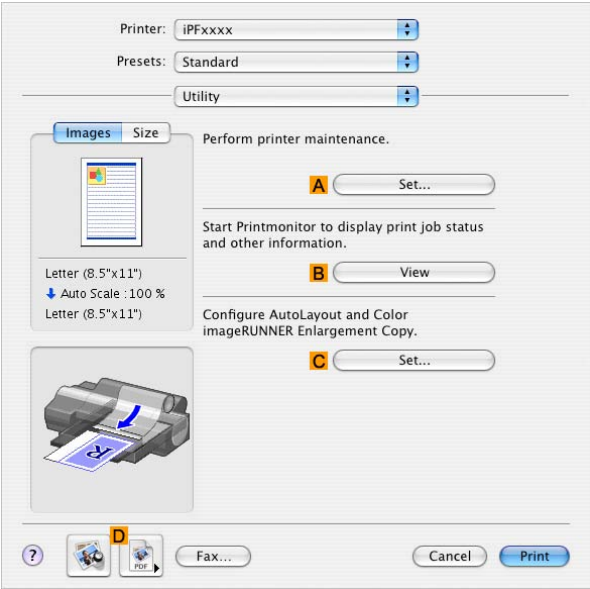 Printer: iPFxxxx
Presets: Standard
Utility
Images Size
Perform printer maintenance.
A Set...
Start Printmonitor to display print job status
and other information.
B View
Letter (8.5"x11")
Auto Scale : 100 %
Letter (8.5"x11")
Configure AutoLayout and Color
imageRUNNER Enlargement Copy.
C Set...
R
D
? PDF Fax... Cancel Print